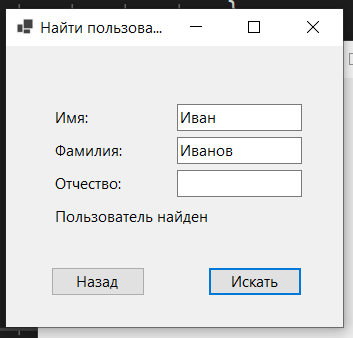 Найти пользова...
Имя: Иван
Фамилия: Иванов
Отчество:
Пользователь найден
Назад Искать